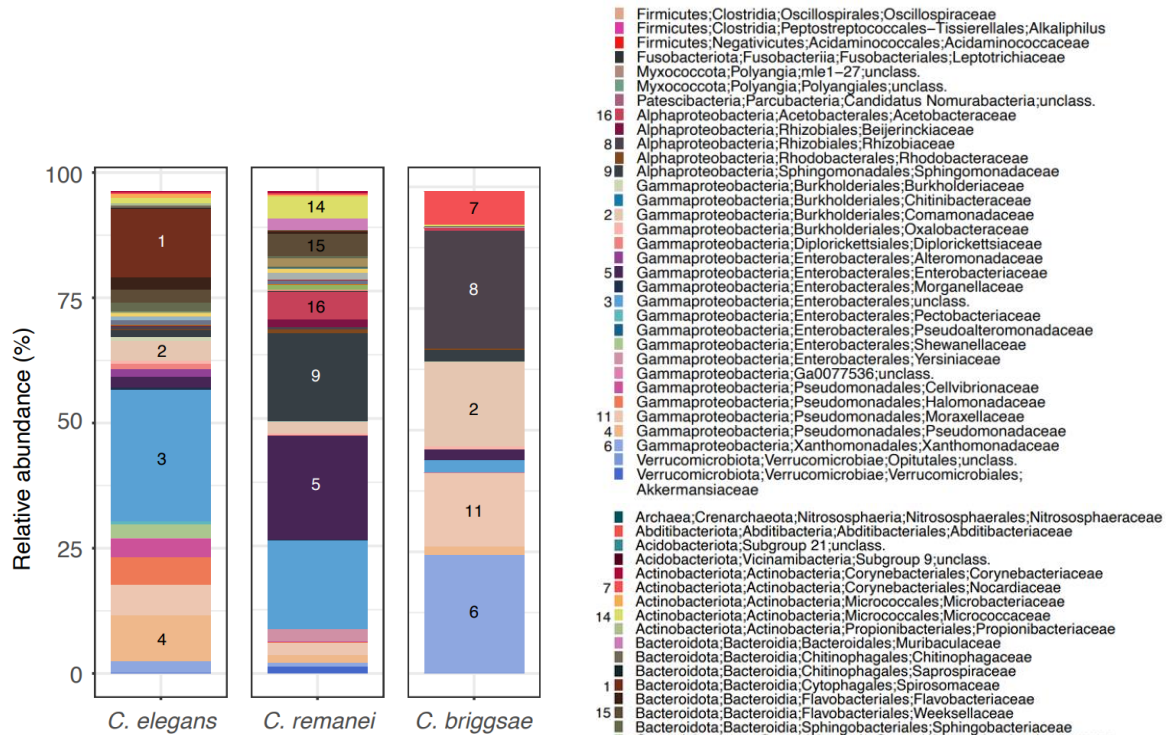 100
75
50
25
0
Relative abundance (%)
1
2
3
4
14
15
16
9
5
7
8
2
11
6
C. elegans
C. remanei
C. briggsae
Firmicutes;Clostridia;Oscillospirales;Oscillospiraceae
Firmicutes;Clostridia;Peptostreptococcales−Tissierellales;Alkaliphilus
Firmicutes;Negativicutes;Acidaminococcales;Acidaminococcaceae
Fusobacteriota;Fusobacteriia;Fusobacteriales;Leptotrichiaceae
Myxococcota;Polyangia;mle1−27;unclass.
Myxococcota;Polyangia;Polyangiales;unclass.
Patescibacteria;Parcubacteria;Candidatus Nomurabacteria;unclass.
16 Alphaproteobacteria;Acetobacterales;Acetobacteraceae
Alphaproteobacteria;Rhizobiales;Beijerinckiaceae
8 Alphaproteobacteria;Rhizobiales;Rhizobiaceae
Alphaproteobacteria;Rhodobacterales;Rhodobacteraceae
9 Alphaproteobacteria;Sphingomonadales;Sphingomonadaceae
Gammaproteobacteria;Burkholderiales;Burkholderiaceae
Gammaproteobacteria;Burkholderiales;Chitinibacteraceae
2 Gammaproteobacteria;Burkholderiales;Comamonadaceae
Gammaproteobacteria;Burkholderiales;Oxalobacteraceae
Gammaproteobacteria;Diplorickettsiales;Diplorickettsiaceae
Gammaproteobacteria;Enterobacterales;Alteromonadaceae
5 Gammaproteobacteria;Enterobacterales;Enterobacteriaceae
Gammaproteobacteria;Enterobacterales;Morganellaceae
3 Gammaproteobacteria;Enterobacterales;unclass.
Gammaproteobacteria;Enterobacterales;Pectobacteriaceae
Gammaproteobacteria;Enterobacterales;Pseudoalteromonadaceae
Gammaproteobacteria;Enterobacterales;Shewanellaceae
Gammaproteobacteria;Enterobacterales;Yersiniaceae
Gammaproteobacteria;Ga0077536;unclass.
Gammaproteobacteria;Pseudomonadales;Cellvibrionaceae
Gammaproteobacteria;Pseudomonadales;Halomonadaceae
11 Gammaproteobacteria;Pseudomonadales;Moraxellaceae
4 Gammaproteobacteria;Pseudomonadales;Pseudomonadaceae
6 Gammaproteobacteria;Xanthomonadales;Xanthomonadaceae
Verrucomicrobiota;Verrucomicrobiae;Opitutales;unclass.
Verrucomicrobiota;Verrucomicrobiae;Verrucomicrobiales;
Akkermansiaceae
Archaea;Crenarchaeota;Nitrososphaeria;Nitrososphaerales;Nitrososphaeraceae
Abditibacteriota;Abditibacteria;Abditibacteriales;Abditibacteriaceae
Acidobacteriota;Subgroup 21;unclass.
Acidobacteriota;Vicinamibacteria;Subgroup 9;unclass.
Actinobacteriota;Actinobacteria;Corynebacteriales;Corynebacteriaceae
7 Actinobacteriota;Actinobacteria;Corynebacteriales;Nocardiaceae
Actinobacteriota;Actinobacteria;Micrococcales;Microbacteriaceae
14 Actinobacteriota;Actinobacteria;Micrococcales;Micrococcaceae
Actinobacteriota;Actinobacteria;Propionibacteriales;Propionibacteriaceae
Bacteroidota;Bacteroidia;Bacteroidales;Muribaculaceae
Bacteroidota;Bacteroidia;Chitinophagales;Chitinophagaceae
Bacteroidota;Bacteroidia;Chitinophagales;Saprospiraceae
1 Bacteroidota;Bacteroidia;Cytophagales;Spirosomaceae
Bacteroidota;Bacteroidia;Flavobacteriales;Flavobacteriaceae
15 Bacteroidota;Bacteroidia;Flavobacteriales;Weeksellaceae
Bacteroidota;Bacteroidia;Sphingobacteriales;Sphingobacteriaceae